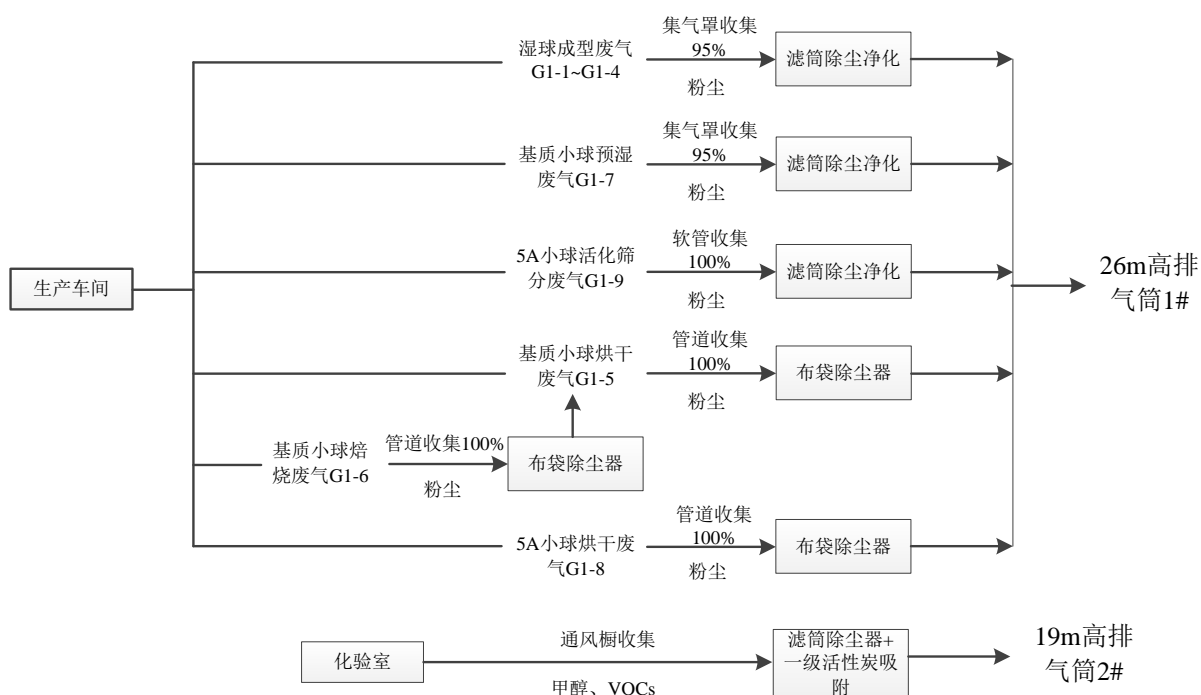 集气罩收集
湿球成型废气
95%
G1-1~G1-4
粉尘
滤筒除尘净化
集气罩收集
基质小球预湿
95%
废气G1-7
粉尘
滤筒除尘净化
软管收集
5A小球活化筛
100%
分废气G1-9
粉尘
滤筒除尘净化
生产车间
26m高排
气筒1#
管道收集
基质小球烘干
100%
废气G1-5
粉尘
布袋除尘器
基质小球焙
烧废气G1-6
管道收集100%
粉尘
布袋除尘器
管道收集
5A小球烘干废
100%
气G1-8
粉尘
布袋除尘器
化验室
通风橱收集
甲醇、VOCs
滤筒除尘器+
一级活性炭吸
附
19m高排
气筒2#